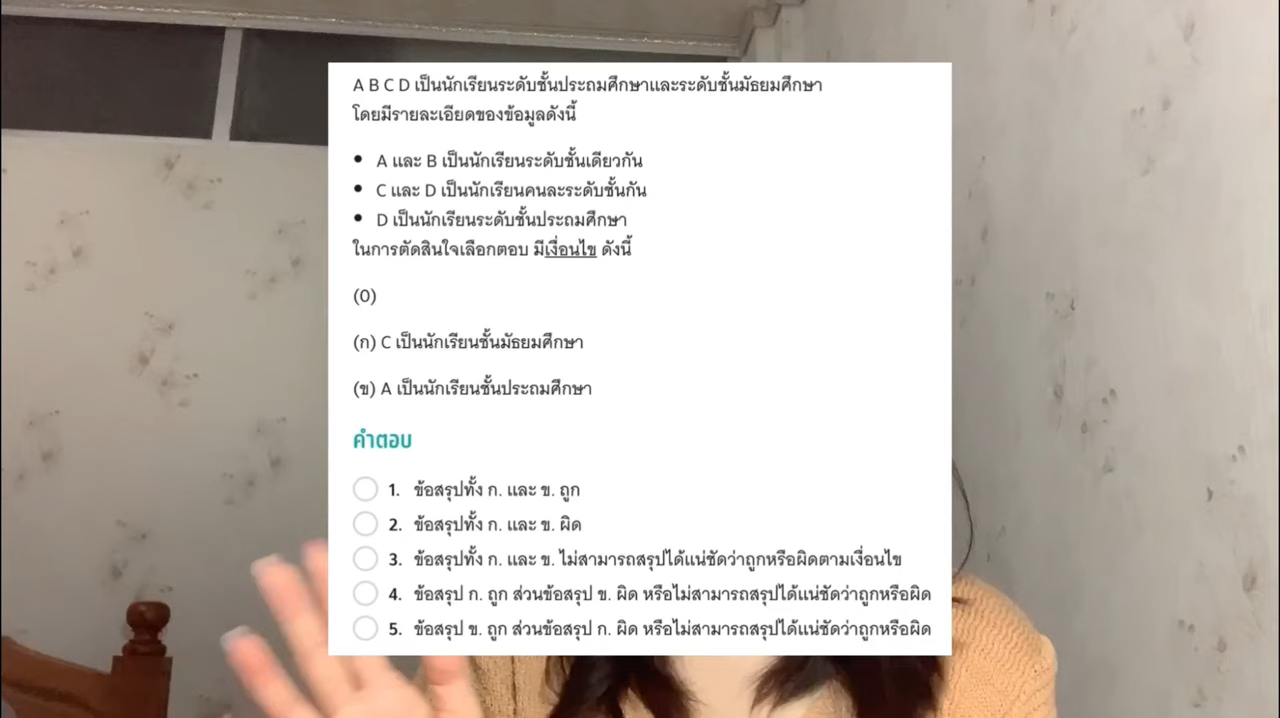 A B C D เป็นนักเรียนระดับชั้นประถมศึกษาและระดับชั้นมัธยมศึกษา
โดยมีรายละเอียดของข้อมูลดังนี้
• A และ B เป็นนักเรียนระดับชั้นเดียวกัน
• C และ D เป็นนักเรียนคนละระดับชั้นกัน
• D เป็นนักเรียนระดับชั้นประถมศึกษา
ในการตัดสินใจเลือกตอบ มีเงื่อนไข ดังนี้
(0)
(ก) C เป็นนักเรียนชั้นมัธยมศึกษา
(ข) A เป็นนักเรียนชั้นประถมศึกษา
คำตอบ
1. ข้อสรุปทั้ง ก. และ ข. ถูก
2. ข้อสรุปทั้ง ก. และ ข. ผิด
3. ข้อสรุปทั้ง ก. และ ข. ไม่สามารถสรุปได้แน่ชัดว่าถูกหรือผิดตามเงื่อนไข
4. ข้อสรุป ก. ถูก ส่วนข้อสรุป ข. ผิด หรือไม่สามารถสรุปได้แน่ชัดว่าถูกหรือผิด
5. ข้อสรุป ข. ถูก ส่วนข้อสรุป ก. ผิด หรือไม่สามารถสรุปได้แน่ชัดว่าถูกหรือผิด